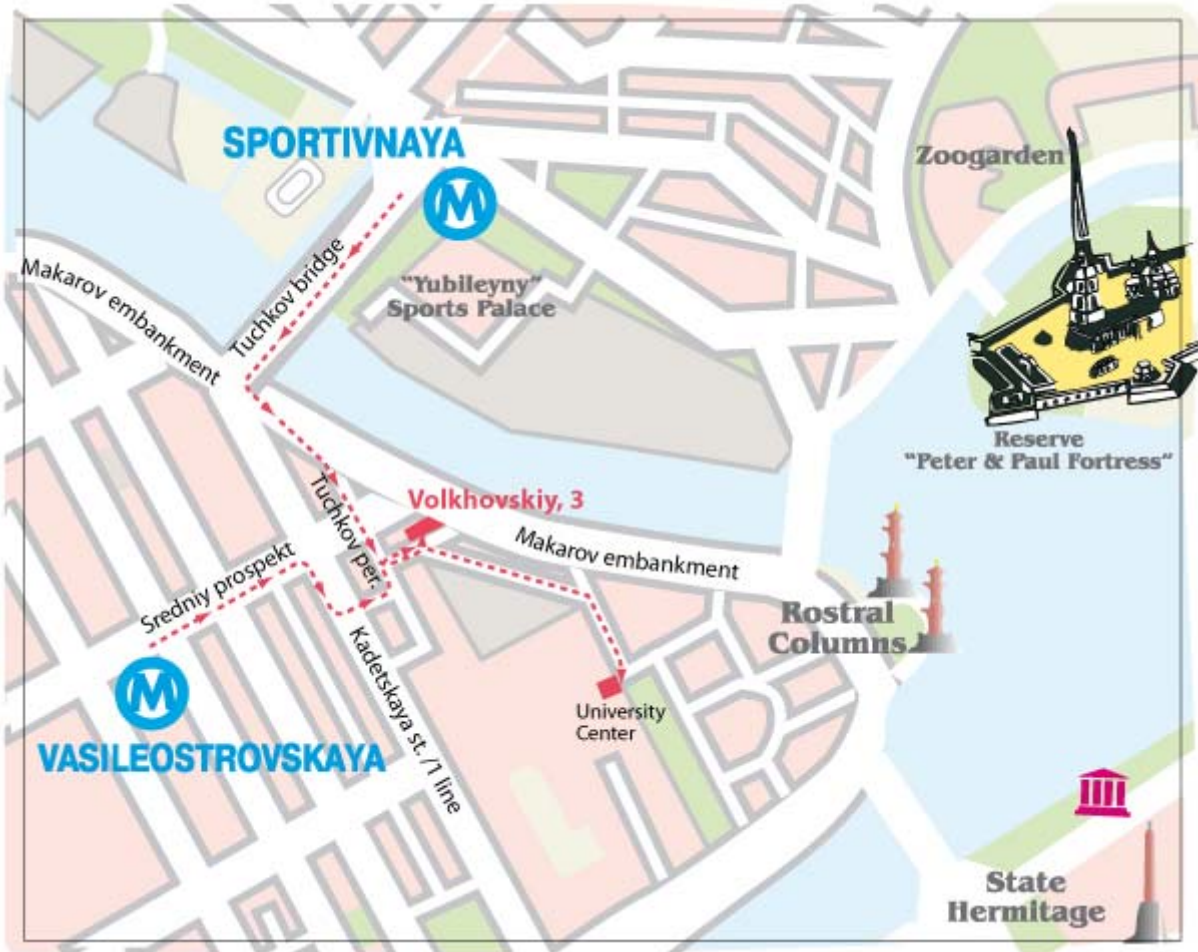 SPORTIVNAYA
M
Zoogarden
Makarov embankment
Tuchkov bridge
"Yubileyny"
Sports Palace
Reserve
"Peter & Paul Fortress"
Volkhovskiy, 3
Tuchkov per.
Makarov embankment
Sredniy prospekt
Rostral
Columns
Kadetskaya st. /1 line
M
VASILEOSTROVSKAYA
University
Center
State
Hermitage